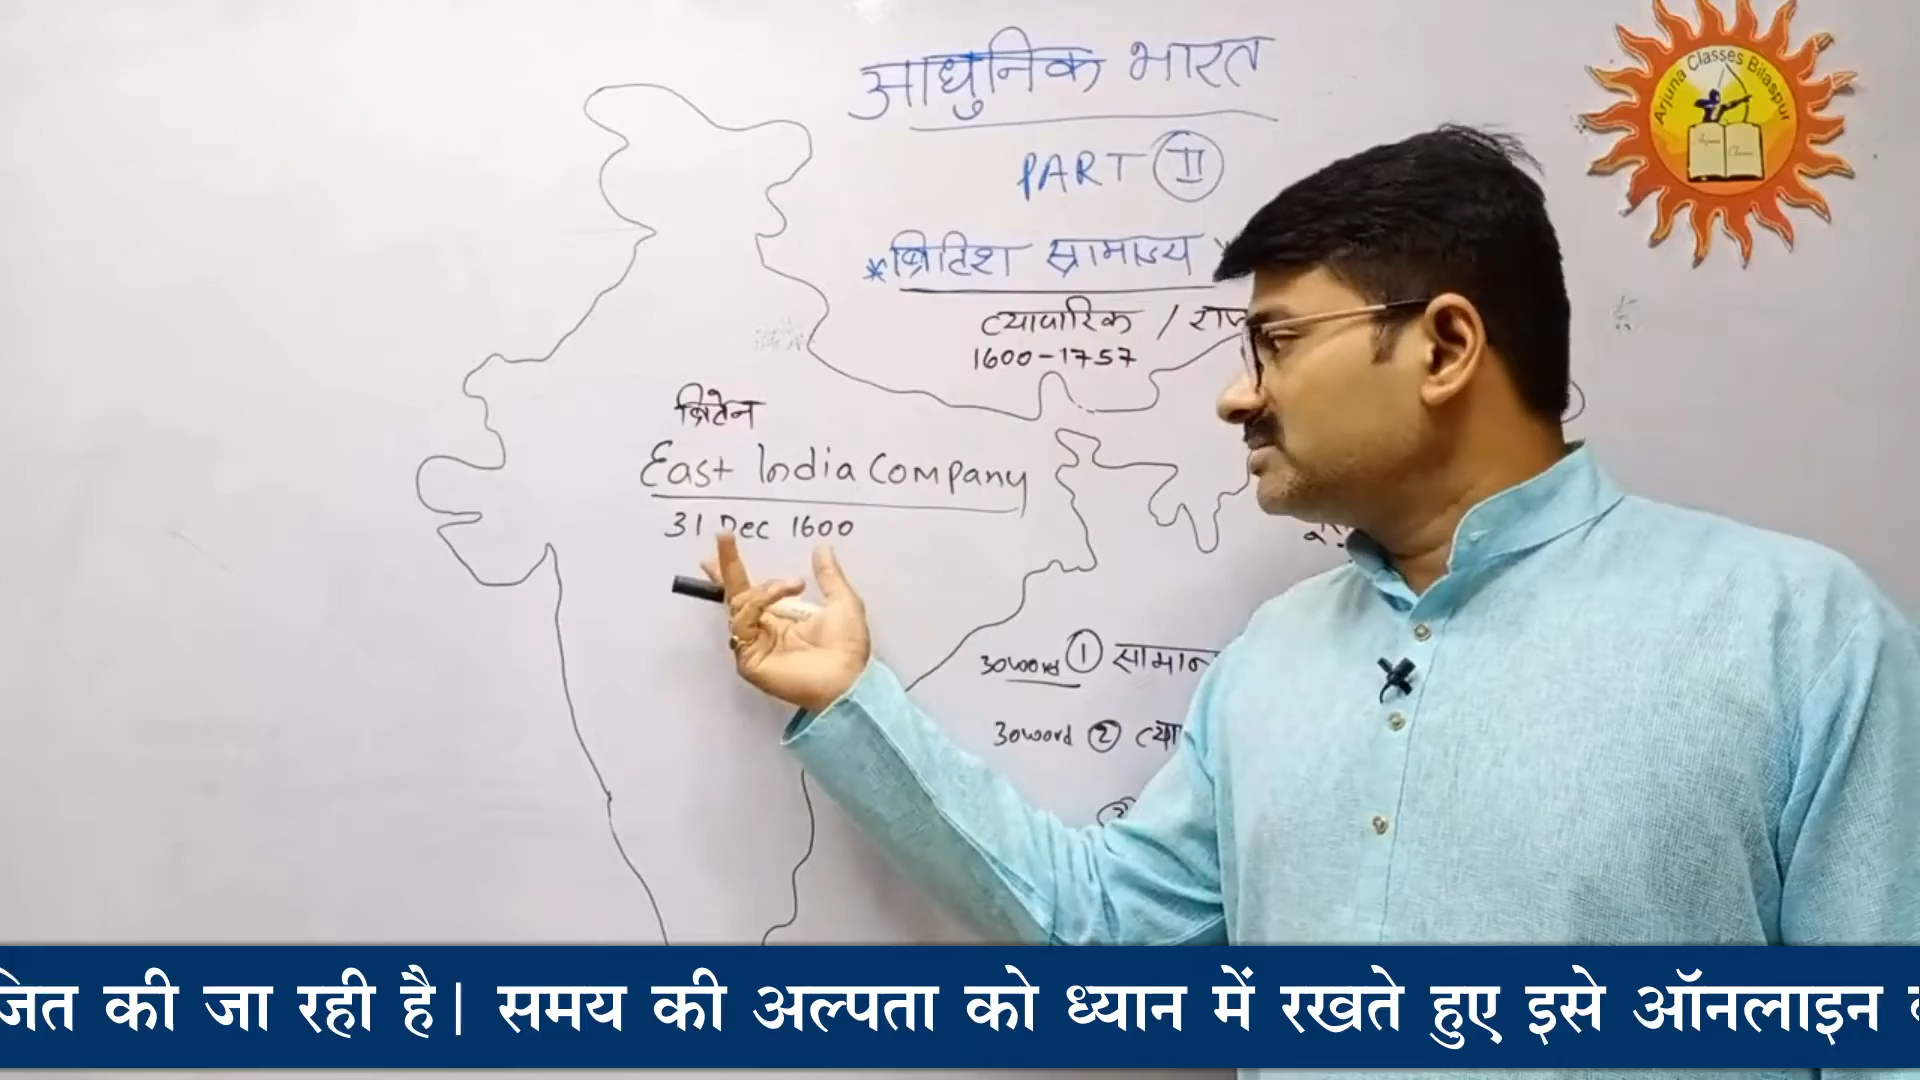 आधुनिक भारत
PART II
*ब्रिटिश साम्राज्य
व्यापारिक /
1600-1757
ब्रिटेन
East India Company
31 Dec 1600
30word ①
30word ②
Arjuna Classes Bilaspur
की जा रही है| समय की अल्पता को ध्यान में रखते हुए इसे ऑनलाइन